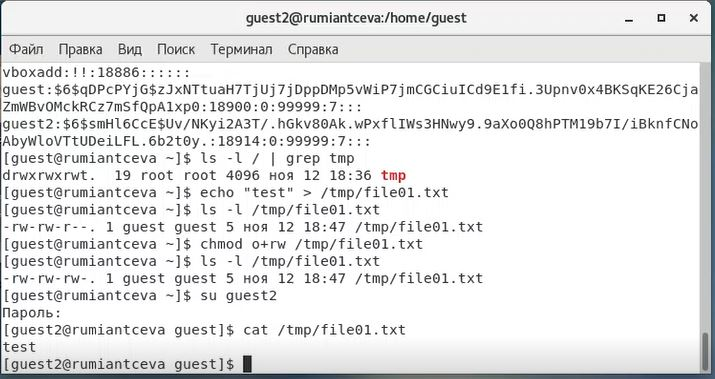 guest2@rumiantceva:/home/guest
Файл Правка Вид Поиск Терминал Справка
vboxadd:!!:18886::::::
guest:$6$qDPcPYjG$zJxNTtuaH7TjUj7jDppDMp5vWiP7jmCGCiuICd9E1fi.3Upnv0x4BKSqKE26Cja
ZmWBvOMckRCz7mSfQpA1xp0:18900:0:99999:7:::
guest2:$6$smHl6CcE$Uv/NKyi2A3T/.hGkv80Ak.wPxflIWs3HNwy9.9aXo0Q8hPTM19b7I/iBknfCNo
AbyWloVTtUDeiLFL.6b2t0y.:18914:0:99999:7:::
[guest@rumiantceva ~]$ ls -l / | grep tmp
drwxrwxrwt. 19 root root 4096 ноя 12 18:36 tmp
[guest@rumiantceva ~]$ echo "test" > /tmp/file01.txt
[guest@rumiantceva ~]$ ls -l /tmp/file01.txt
-rw-rw-r--. 1 guest guest 5 ноя 12 18:47 /tmp/file01.txt
[guest@rumiantceva ~]$ chmod o+rw /tmp/file01.txt
[guest@rumiantceva ~]$ ls -l /tmp/file01.txt
-rw-rw-rw-. 1 guest guest 5 ноя 12 18:47 /tmp/file01.txt
[guest@rumiantceva ~]$ su guest2
Пароль:
[guest2@rumiantceva guest]$ cat /tmp/file01.txt
test
[guest2@rumiantceva guest]$